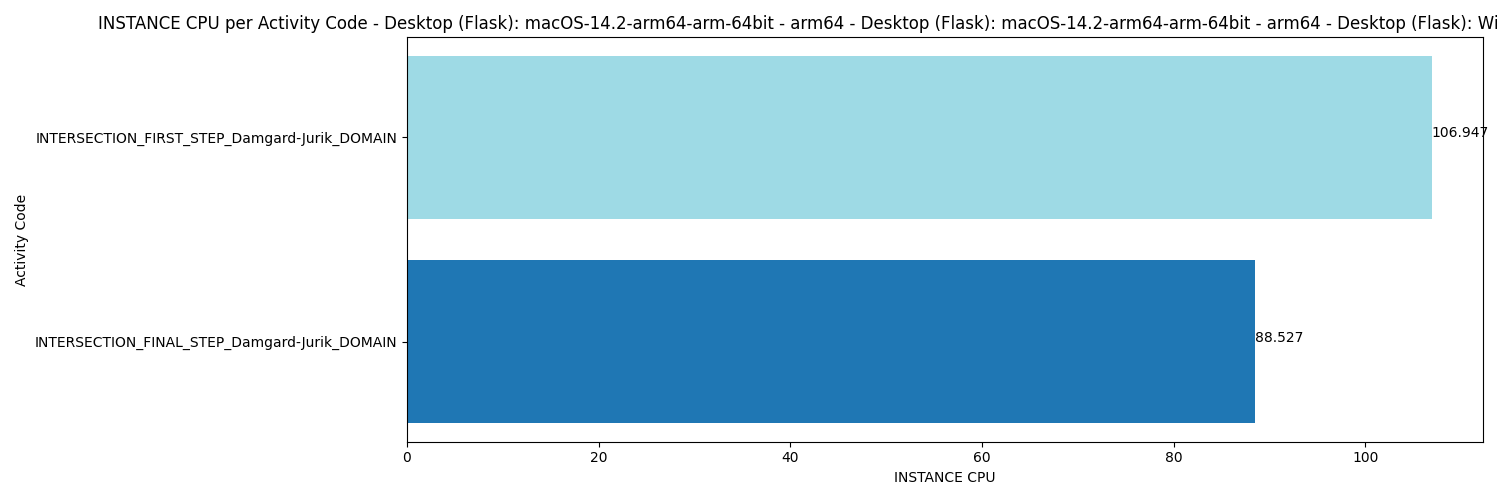 INSTANCE CPU per Activity Code - Desktop (Flask): macOS-14.2-arm64-arm-64bit - arm64 - Desktop (Flask): macOS-14.2-arm64-arm-64bit - arm64 - Desktop (Flask): Wi
INTERSECTION_FIRST_STEP_Damgard-Jurik_DOMAIN
106.947
Activity Code
INTERSECTION_FINAL_STEP_Damgard-Jurik_DOMAIN
88.527
0 20 40 60 80 100
INSTANCE CPU